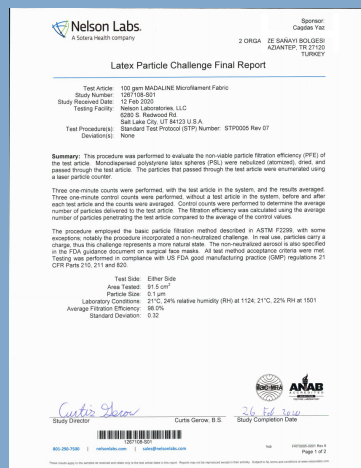 Nelson Labs.
A Sotera Health company
Sponsor:
Cagdas Yaz
2 ORGA ZE SANAYI BOLGESI
AZIANTEP, TR 27120
TURKEY
Latex Particle Challenge Final Report
Test Article: 100 gsm MADALINE Microfilament Fabric
Study Number: 1267108-S01
Study Received Date: 12 Feb 2020
Testing Facility: Nelson Laboratories, LLC
6280 S. Redwood Rd.
Salt Lake City, UT 84123 U.S.A.
Test Procedure(s): Standard Test Protocol (STP) Number: STP0005 Rev 07
Deviation(s): None
Summary: This procedure was performed to evaluate the non-viable particle filtration efficiency (PFE) of
the test article. Monodispersed polystyrene latex spheres (PSL) were nebulized (atomized), dried, and
passed through the test article. The particles that passed through the test article were enumerated using
a laser particle counter.
Three one-minute counts were performed, with the test article in the system, and the results averaged.
Three one-minute control counts were performed, without a test article in the system, before and after
each test article and the counts were averaged. Control counts were performed to determine the average
number of particles delivered to the test article. The filtration efficiency was calculated using the average
number of particles penetrating the test article compared to the average of the control values.
The procedure employed the basic particle filtration method described in ASTM F2299, with some
exceptions, notably the procedure incorporated a non-neutralized challenge. In real use, particles carry a
charge, thus this challenge represents a more natural state. The non-neutralized aerosol is also specified
in the FDA guidance document on surgical face masks. All test method acceptance criteria were met.
Testing was performed in compliance with US FDA good manufacturing practice (GMP) regulations 21
CFR Parts 210, 211 and 820.
Test Side: Either Side
Area Tested: 91.5 cm²
Particle Size: 0.1 µm
Laboratory Conditions: 21°C, 24% relative humidity (RH) at 1124; 21°C, 22% RH at 1501
Average Filtration Efficiency: 98.0%
Standard Deviation: 0.32
ilac-MRA
ANAB
ACCREDITED
Curtis Gerow
26 Feb 2020
Study Director
Curtis Gerow, B.S.
Study Completion Date
1267108-S01
801-290-7500 | nelsonlabs.com | sales@nelsonlabs.com
Page 1 of 2